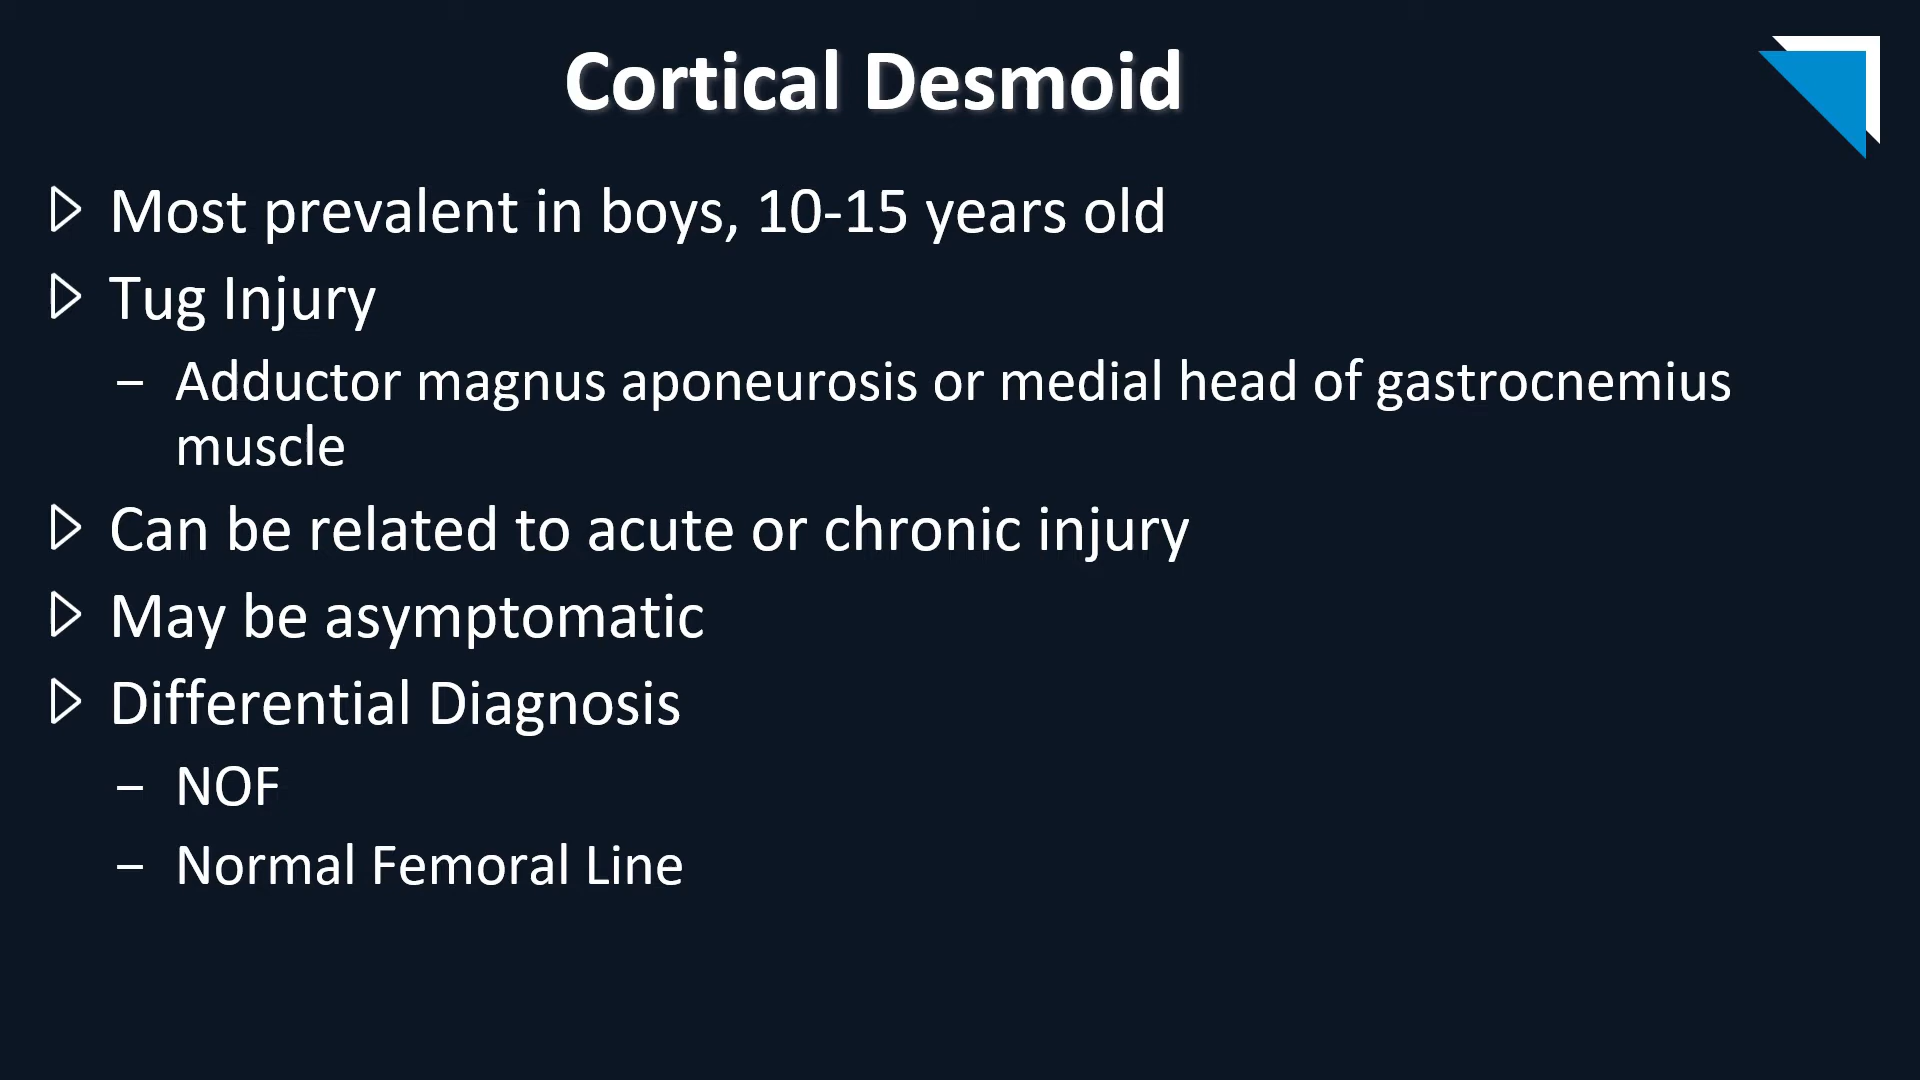 Cortical Desmoid
Most prevalent in boys, 10-15 years old
Tug Injury
– Adductor magnus aponeurosis or medial head of gastrocnemius
muscle
Can be related to acute or chronic injury
May be asymptomatic
Differential Diagnosis
– NOF
– Normal Femoral Line